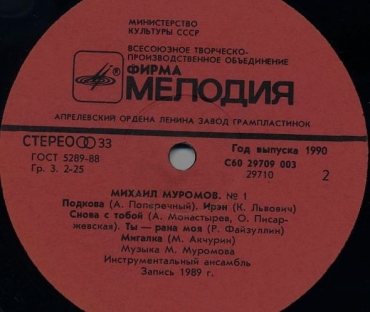 МИНИСТЕРСТВО
КУЛЬТУРЫ СССР
ВСЕСОЮЗНОЕ ТВОРЧЕСКО-
ПРОИЗВОДСТВЕННОЕ ОБЪЕДИНЕНИЕ
ФИРМА
МЕЛОДИЯ
АПРЕЛЕВСКИЙ ОРДЕНА ЛЕНИНА ЗАВОД ГРАМПЛАСТИНОК
СТЕРЕО 33
Год выпуска 1990
ГОСТ 5289-88
С60 29709 003
Гр. 3. 2-25
29710
2
МИХАИЛ МУРОМОВ. № 1
Подкова (А. Поперечный). Ирэн (К. Львович)
Снова с тобой (А. Монастырев, О. Писар-
жевская). Ты — рана моя (Р. Файзуллин)
Мигалка (М. Акчурин)
Музыка М. Муромова
Инструментальный ансамбль
Запись 1989 г.